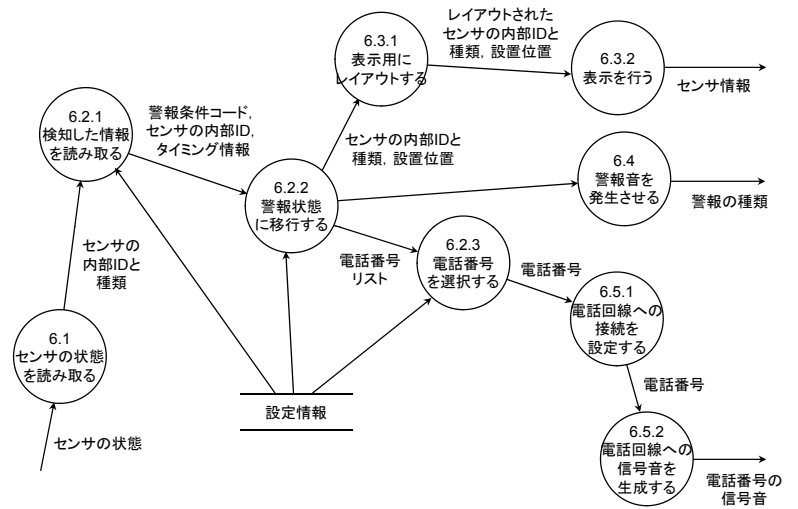 6.3.1
表示用に
レイアウトする
レイアウトされた
センサの内部IDと
種類, 設置位置
6.3.2
表示を行う
センサ情報
6.2.1
検知した情報
を読み取る
警報条件コード,
センサの内部ID,
タイミング情報
センサの内部IDと
種類, 設置位置
6.2.2
警報状態
に移行する
6.4
警報音を
発生させる
警報の種類
センサの
内部IDと
種類
電話番号
リスト
6.2.3
電話番号
を選択する
電話番号
6.5.1
電話回線への
接続を
設定する
6.1
センサの状態
を読み取る
設定情報
電話番号
センサの状態
6.5.2
電話回線への
信号音を
生成する
電話番号の
信号音